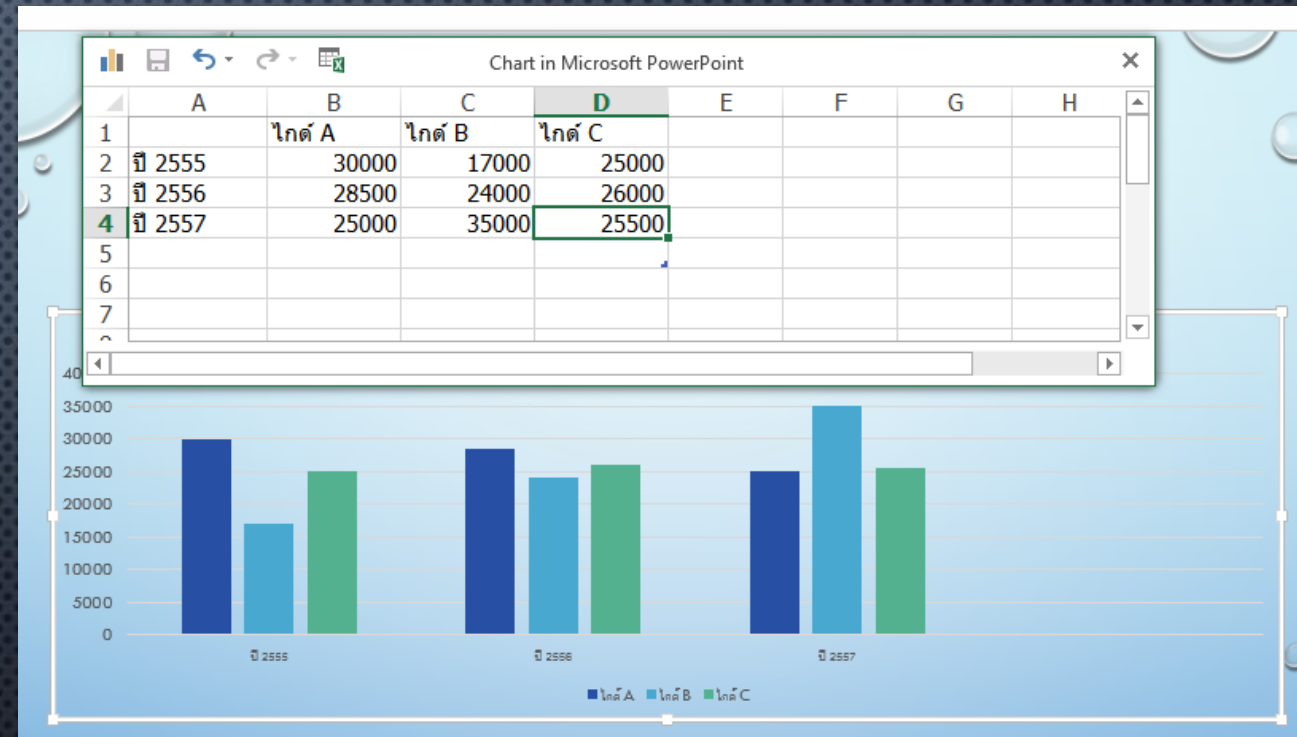 Chart in Microsoft PowerPoint
A B C D E F G H
1 ไกด์ A ไกด์ B ไกด์ C
2 ปี 2555 30000 17000 25000
3 ปี 2556 28500 24000 26000
4 ปี 2557 25000 35000 25500
5
6
7
35000
30000
25000
20000
15000
10000
5000
0
ปี 2555 ปี 2556 ปี 2557
ไกด์ A ไกด์ B ไกด์ C